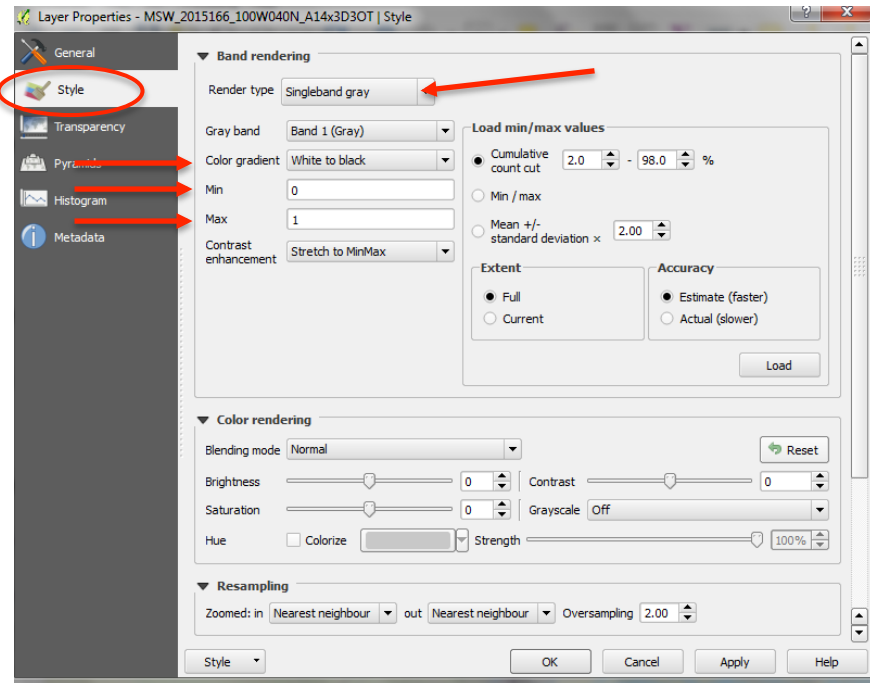 Layer Properties - MSW_2015166_100W040N_A14x3D3OT | Style
General
Style
Transparency
Pyramids
Histogram
Metadata
Band rendering
Render type Singleband gray
Gray band Band 1 (Gray)
Color gradient White to black
Min 0
Max 1
Contrast
enhancement Stretch to MinMax
Load min/max values
Cumulative
count cut 2.0 - 98.0 %
Min / max
Mean +/-
standard deviation × 2.00
Extent
Full
Current
Accuracy
Estimate (faster)
Actual (slower)
Load
Color rendering
Blending mode Normal Reset
Brightness 0 Contrast 0
Saturation 0 Grayscale Off
Hue Colorize Strength 100%
Resampling
Zoomed: in Nearest neighbour out Nearest neighbour Oversampling 2.00
Style OK Cancel Apply Help